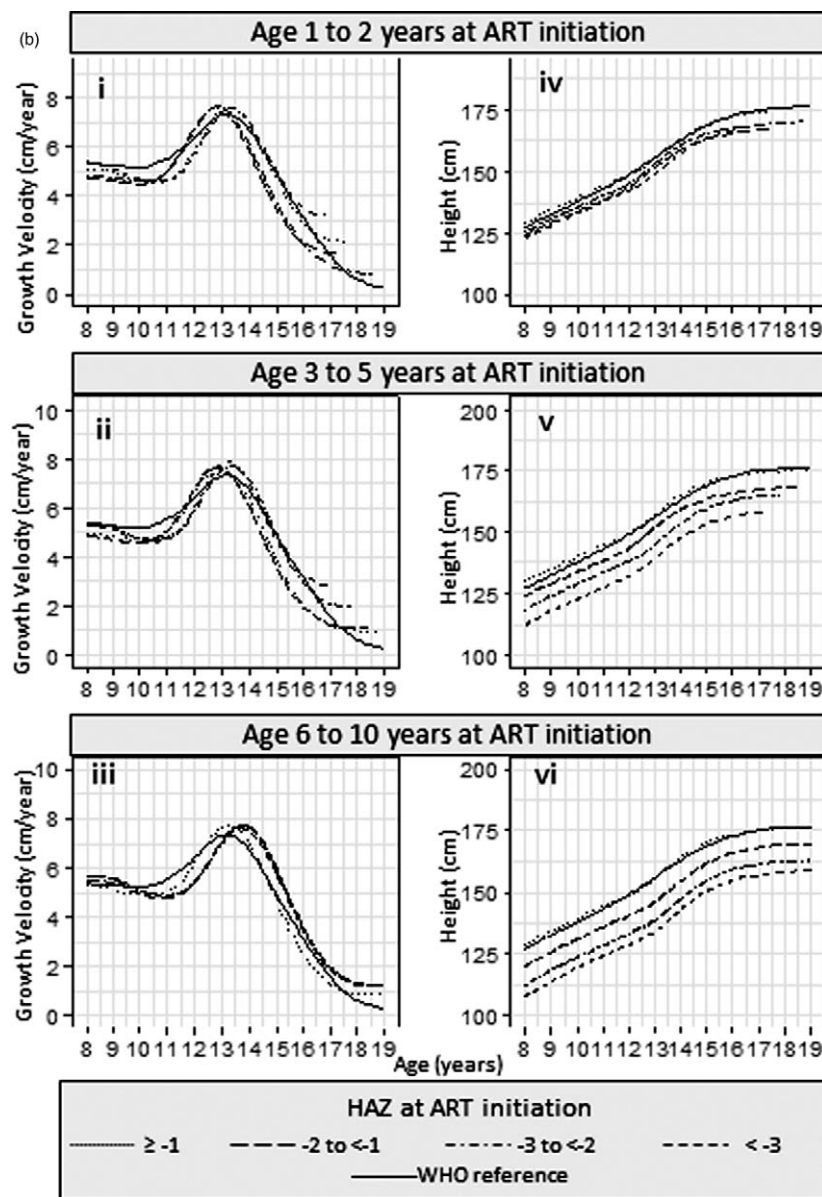 (b)
Age 1 to 2 years at ART initiation
i
Growth Velocity (cm/year)
8
6
4
2
0
8 9 10 11 12 13 14 15 16 17 18 19
iv
Height (cm)
175
150
125
100
8 9 10 11 12 13 14 15 16 17 18 19
Age 3 to 5 years at ART initiation
ii
Growth Velocity (cm/year)
10
8
6
4
2
0
8 9 10 11 12 13 14 15 16 17 18 19
v
Height (cm)
200
175
150
125
100
8 9 10 11 12 13 14 15 16 17 18 19
Age 6 to 10 years at ART initiation
iii
Growth Velocity (cm/year)
10
8
6
4
2
0
8 9 10 11 12 13 14 15 16 17 18 19
vi
Height (cm)
200
175
150
125
100
8 9 10 11 12 13 14 15 16 17 18 19
Age (years)
HAZ at ART initiation
≥ -1 -2 to <-1 -3 to <-2 < -3
WHO reference